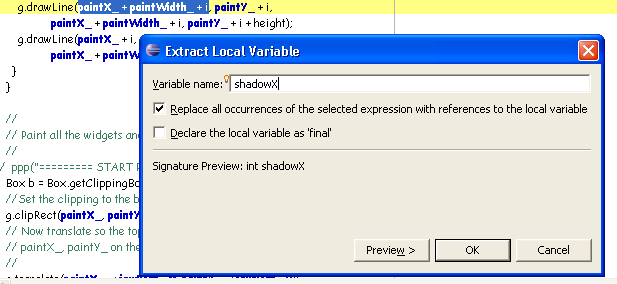 g.drawLine(paintX_ + paintWidth_ + i, paintY_ + i,
paintX_ + paintWidth_ + i, paintY_ + i + height);
g.drawLine(paintX_ + i,
paintX_ + paintW
}
}
Extract Local Variable
Variable name: shadowX
Replace all occurrences of the selected expression with references to the local variable
Declare the local variable as 'final'
Signature Preview: int shadowX
Preview > OK Cancel
//
// Paint all the widgets an
//
/ ppp("========= START
Box b = Box.getClippingBo
// Set the clipping to the b
g.clipRect(paintX_, paintY
// Now translate so the top
// paintX_, paintY_ on the
//